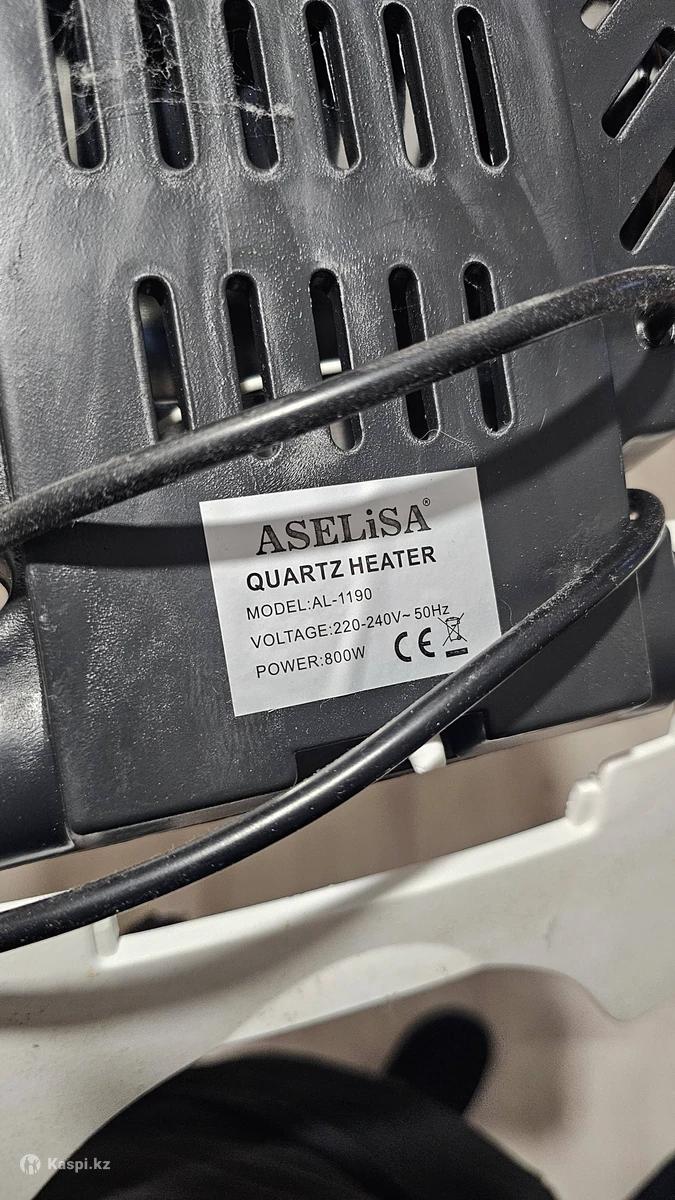 ASELiSA®
QUARTZ HEATER
MODEL:AL-1190
VOLTAGE:220-240V~50Hz
POWER:800W
CE
Kaspi.kz